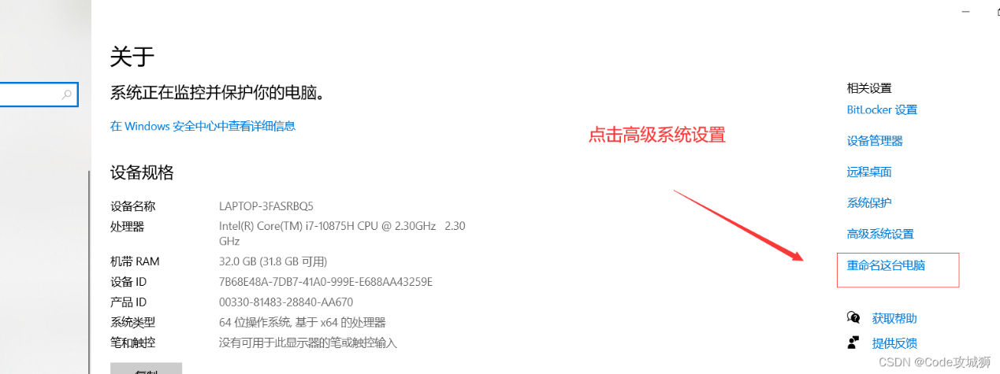 关于
系统正在监控并保护你的电脑。
在 Windows 安全中心中查看详细信息
设备规格
设备名称 LAPTOP-3FASRBQ5
处理器 Intel(R) Core(TM) i7-10875H CPU @ 2.30GHz 2.30
GHz
机带 RAM 32.0 GB (31.8 GB 可用)
设备 ID 7B68E48A-7DB7-41A0-999E-E688AA43259E
产品 ID 00330-81483-28840-AA670
系统类型 64 位操作系统, 基于 x64 的处理器
笔和触控 没有可用于此显示器的笔或触控输入
点击高级系统设置
相关设置
BitLocker 设置
设备管理器
远程桌面
系统保护
高级系统设置
重命名这台电脑
获取帮助
提供反馈
CSDN @Code攻城狮